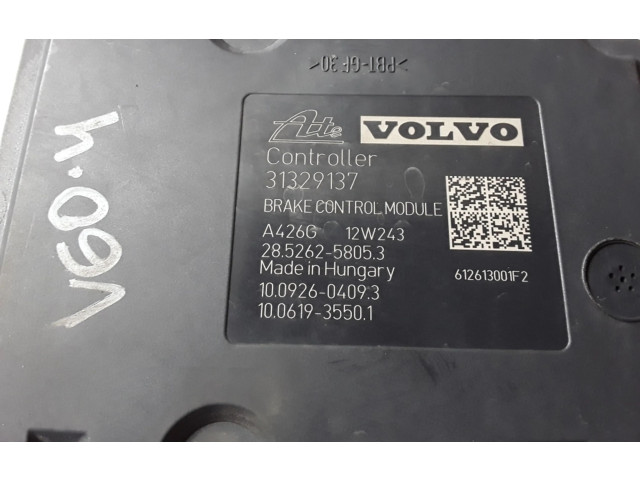 >PBT-GF30<
Ate VOLVO
Controller
31329137
BRAKE CONTROL MODULE
A426G 12W243
28.5262-5805.3
Made in Hungary
612613001F2
10.0926-0409.3
10.0619-3550.1
V60.4